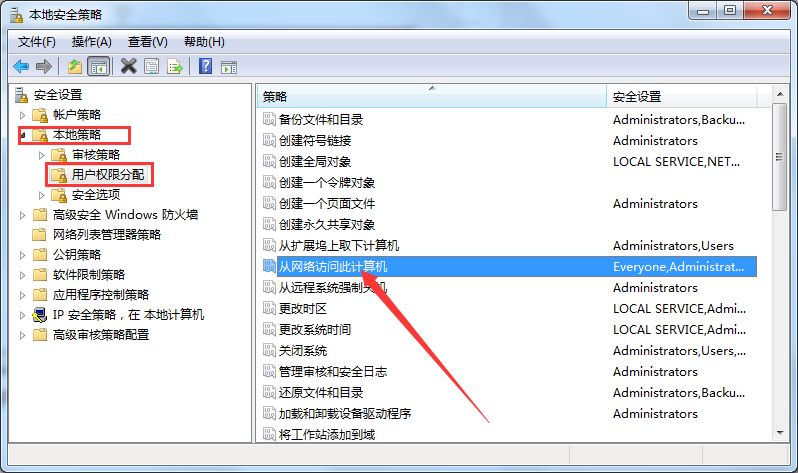 本地安全策略
文件(F) 操作(A) 查看(V) 帮助(H)
安全设置
帐户策略
本地策略
审核策略
用户权限分配
安全选项
高级安全 Windows 防火墙
网络列表管理器策略
公钥策略
软件限制策略
应用程序控制策略
IP 安全策略，在 本地计算机
高级审核策略配置
策略 安全设置
备份文件和目录 Administrators,Backu...
创建符号链接 Administrators
创建全局对象 LOCAL SERVICE,NET...
创建一个令牌对象
创建一个页面文件 Administrators
创建永久共享对象
从扩展坞上取下计算机 Administrators,Users
从网络访问此计算机 Everyone,Administrat...
从远程系统强制关机 Administrators
更改时区 LOCAL SERVICE,Admi...
更改系统时间 LOCAL SERVICE,Admi...
关闭系统 Administrators,Users,...
管理审核和安全日志 Administrators
还原文件和目录 Administrators,Backu...
加载和卸载设备驱动程序 Administrators
将工作站添加到域